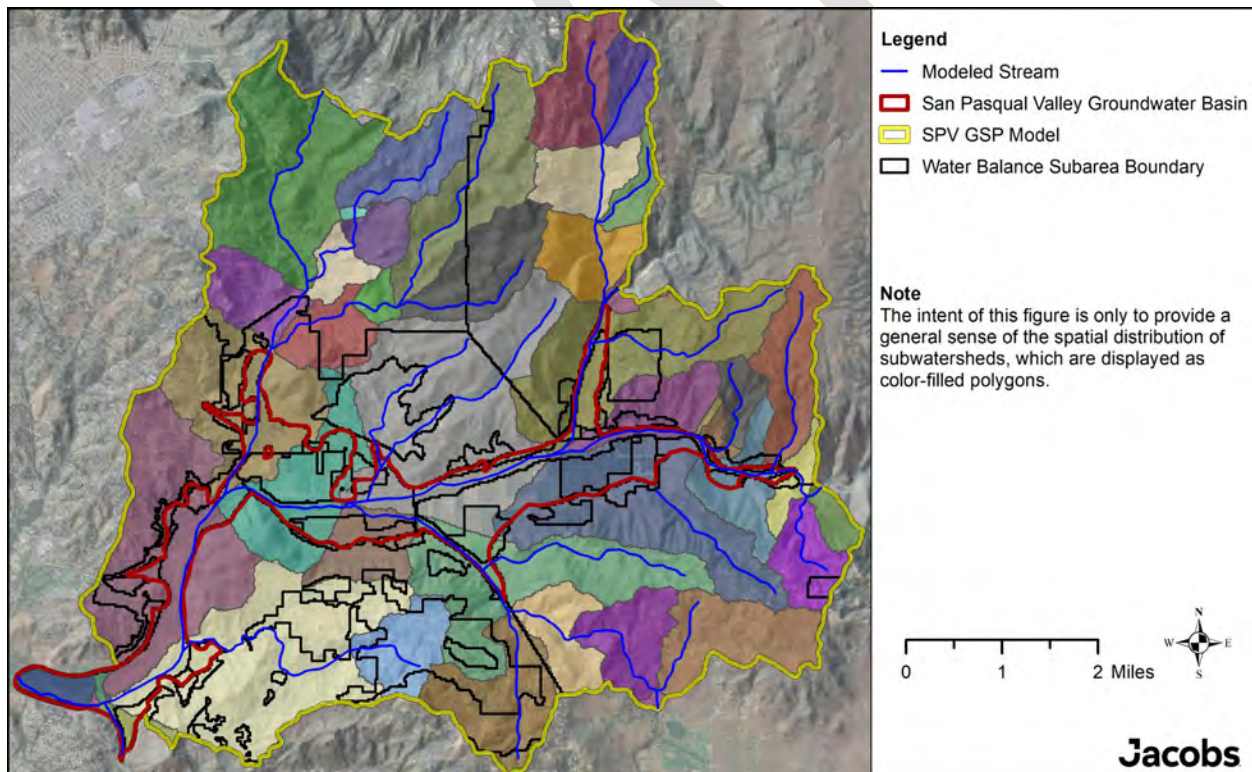 Legend
Modeled Stream
San Pasqual Valley Groundwater Basin
SPV GSP Model
Water Balance Subarea Boundary
Note
The intent of this figure is only to provide a
general sense of the spatial distribution of
subwatersheds, which are displayed as
color-filled polygons.
N
W E
S
0 1 2 Miles
Jacobs